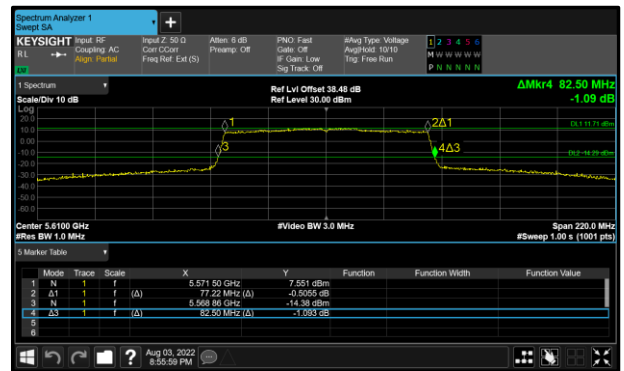 Spectrum Analyzer 1
Swept SA
+
KEYSIGHT
RL
Input: RF
Coupling: AC
Align: Partial
Input Z: 50 Ω
Corr CCorr
Freq Ref: Ext (S)
Atten: 6 dB
Preamp: Off
PNO: Fast
Gate: Off
IF Gain: Low
Sig Track: Off
#Avg Type: Voltage
Avg|Hold: 10/10
Trig: Free Run
1 2 3 4 5 6
M W W W W W
P N N N N N
1 Spectrum
Scale/Div 10 dB
Ref Lvl Offset 38.48 dB
Ref Level 30.00 dBm
ΔMkr4 82.50 MHz
-1.09 dB
Log
20.0
10.0
0.00
-10.0
-20.0
-30.0
-40.0
-50.0
-60.0
1
2Δ1
3
4Δ3
DL1 11.71 dBm
DL2 -14.29 dBm
Center 5.6100 GHz
#Res BW 1.0 MHz
#Video BW 3.0 MHz
Span 220.0 MHz
#Sweep 1.00 s (1001 pts)
5 Marker Table
Mode Trace Scale X Y Function Function Width Function Value
1 N 1 f 5.571 50 GHz 7.551 dBm
2 Δ1 1 f (Δ) 77.22 MHz (Δ) -0.5055 dB
3 N 1 f 5.568 86 GHz -14.38 dBm
4 Δ3 1 f (Δ) 82.50 MHz (Δ) -1.093 dB
5
6
?
Aug 03, 2022
8:55:59 PM